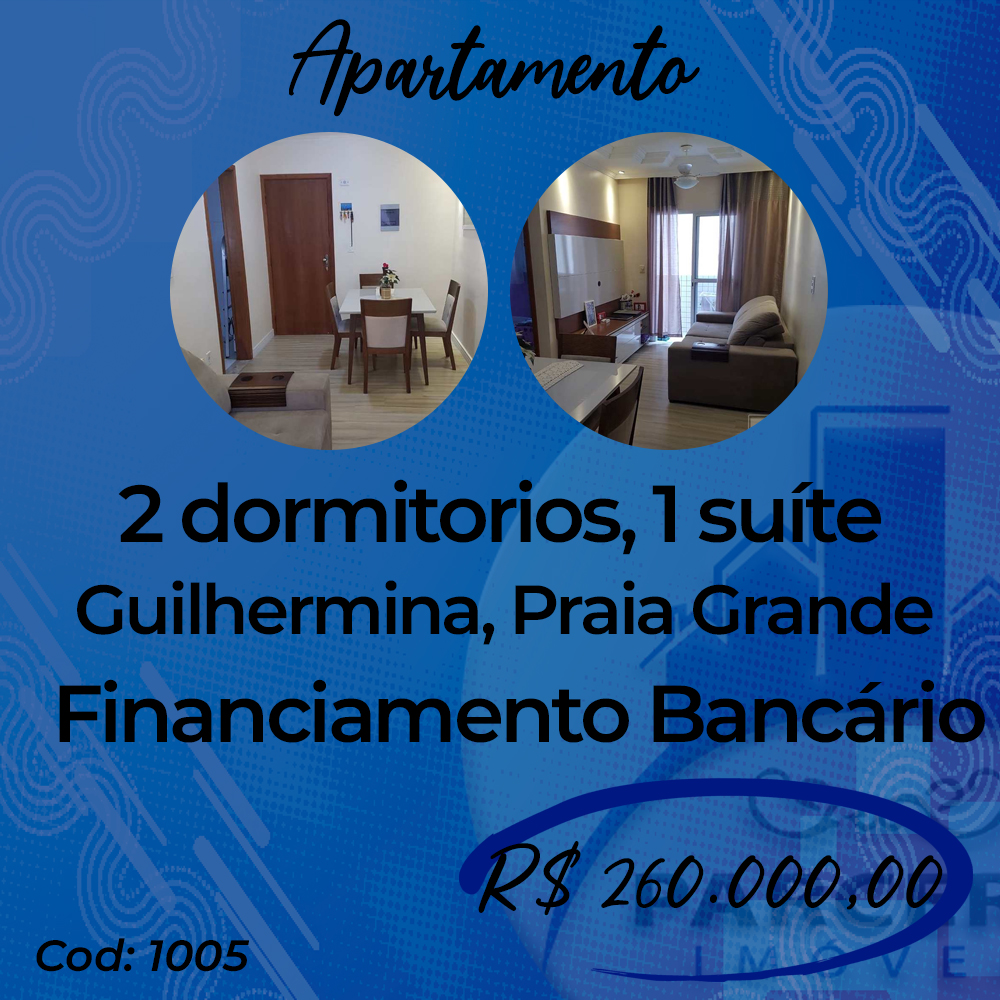 Apartamento
2 dormitorios, 1 suíte
Guilhermina, Praia Grande
Financiamento Bancário
R$ 260.000,00
Cod: 1005